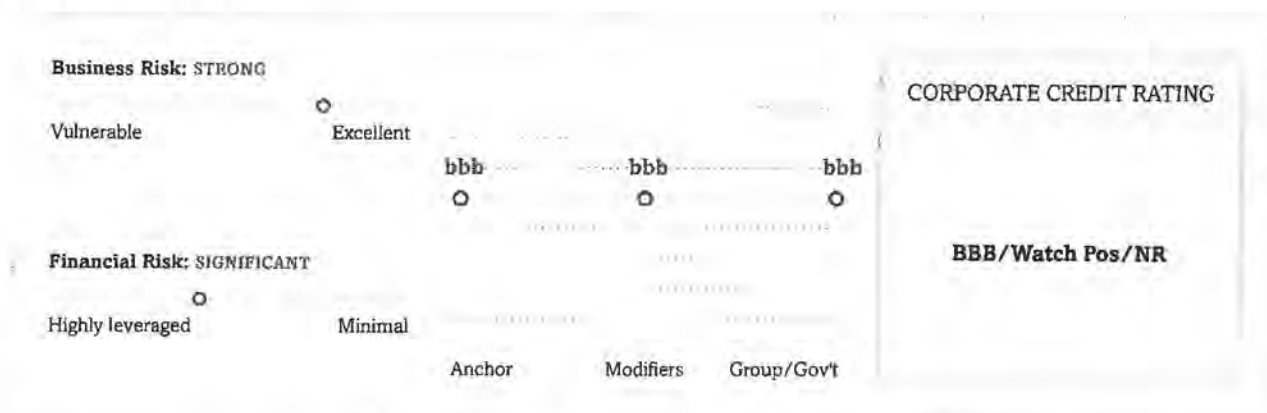 Business Risk: STRONG
Vulnerable Excellent
bbb bbb bbb
Financial Risk: SIGNIFICANT
Highly leveraged Minimal
Anchor Modifiers Group/Gov't
CORPORATE CREDIT RATING
BBB/Watch Pos/NR